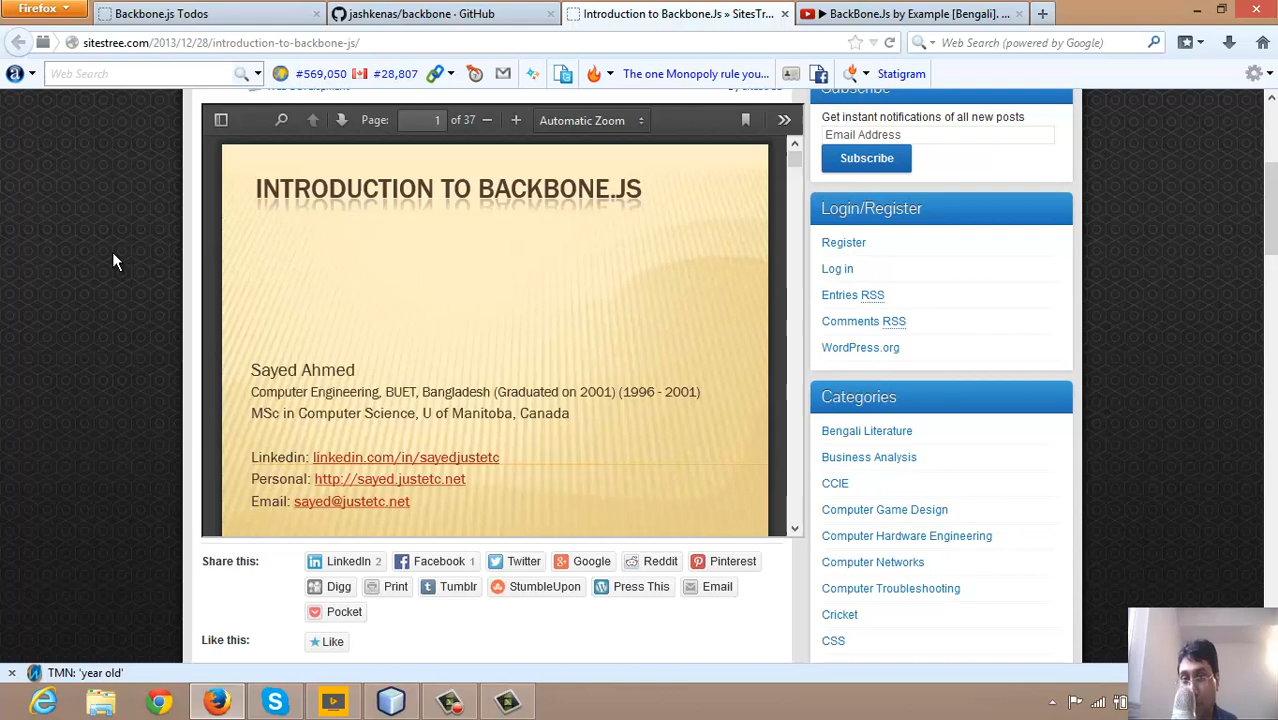 Firefox
Backbone.js Todos ×
jashkenas/backbone · GitHub ×
Introduction to Backbone.Js » SitesTr... ×
▶ BackBone.Js by Example [Bengali]. ... ×
sitestree.com/2013/12/28/introduction-to-backbone-js/
Web Search (powered by Google)
Web Search
#569,050
#28,807
The one Monopoly rule you...
Statigram
Page: 1 of 37
Automatic Zoom
INTRODUCTION TO BACKBONE.JS
Sayed Ahmed
Computer Engineering, BUET, Bangladesh (Graduated on 2001) (1996 - 2001)
MSc in Computer Science, U of Manitoba, Canada
Linkedin: linkedin.com/in/sayedjustetc
Personal: http://sayed.justetc.net
Email: sayed@justetc.net
Share this:
LinkedIn 2
Facebook 1
Twitter
Google
Reddit
Pinterest
Digg
Print
Tumblr
StumbleUpon
Press This
Email
Pocket
Like this:
Like
Subscribe
Get instant notifications of all new posts
Email Address
Subscribe
Login/Register
Register
Log in
Entries RSS
Comments RSS
WordPress.org
Categories
Bengali Literature
Business Analysis
CCIE
Computer Game Design
Computer Hardware Engineering
Computer Networks
Computer Troubleshooting
Cricket
CSS
× TMN: 'year old'